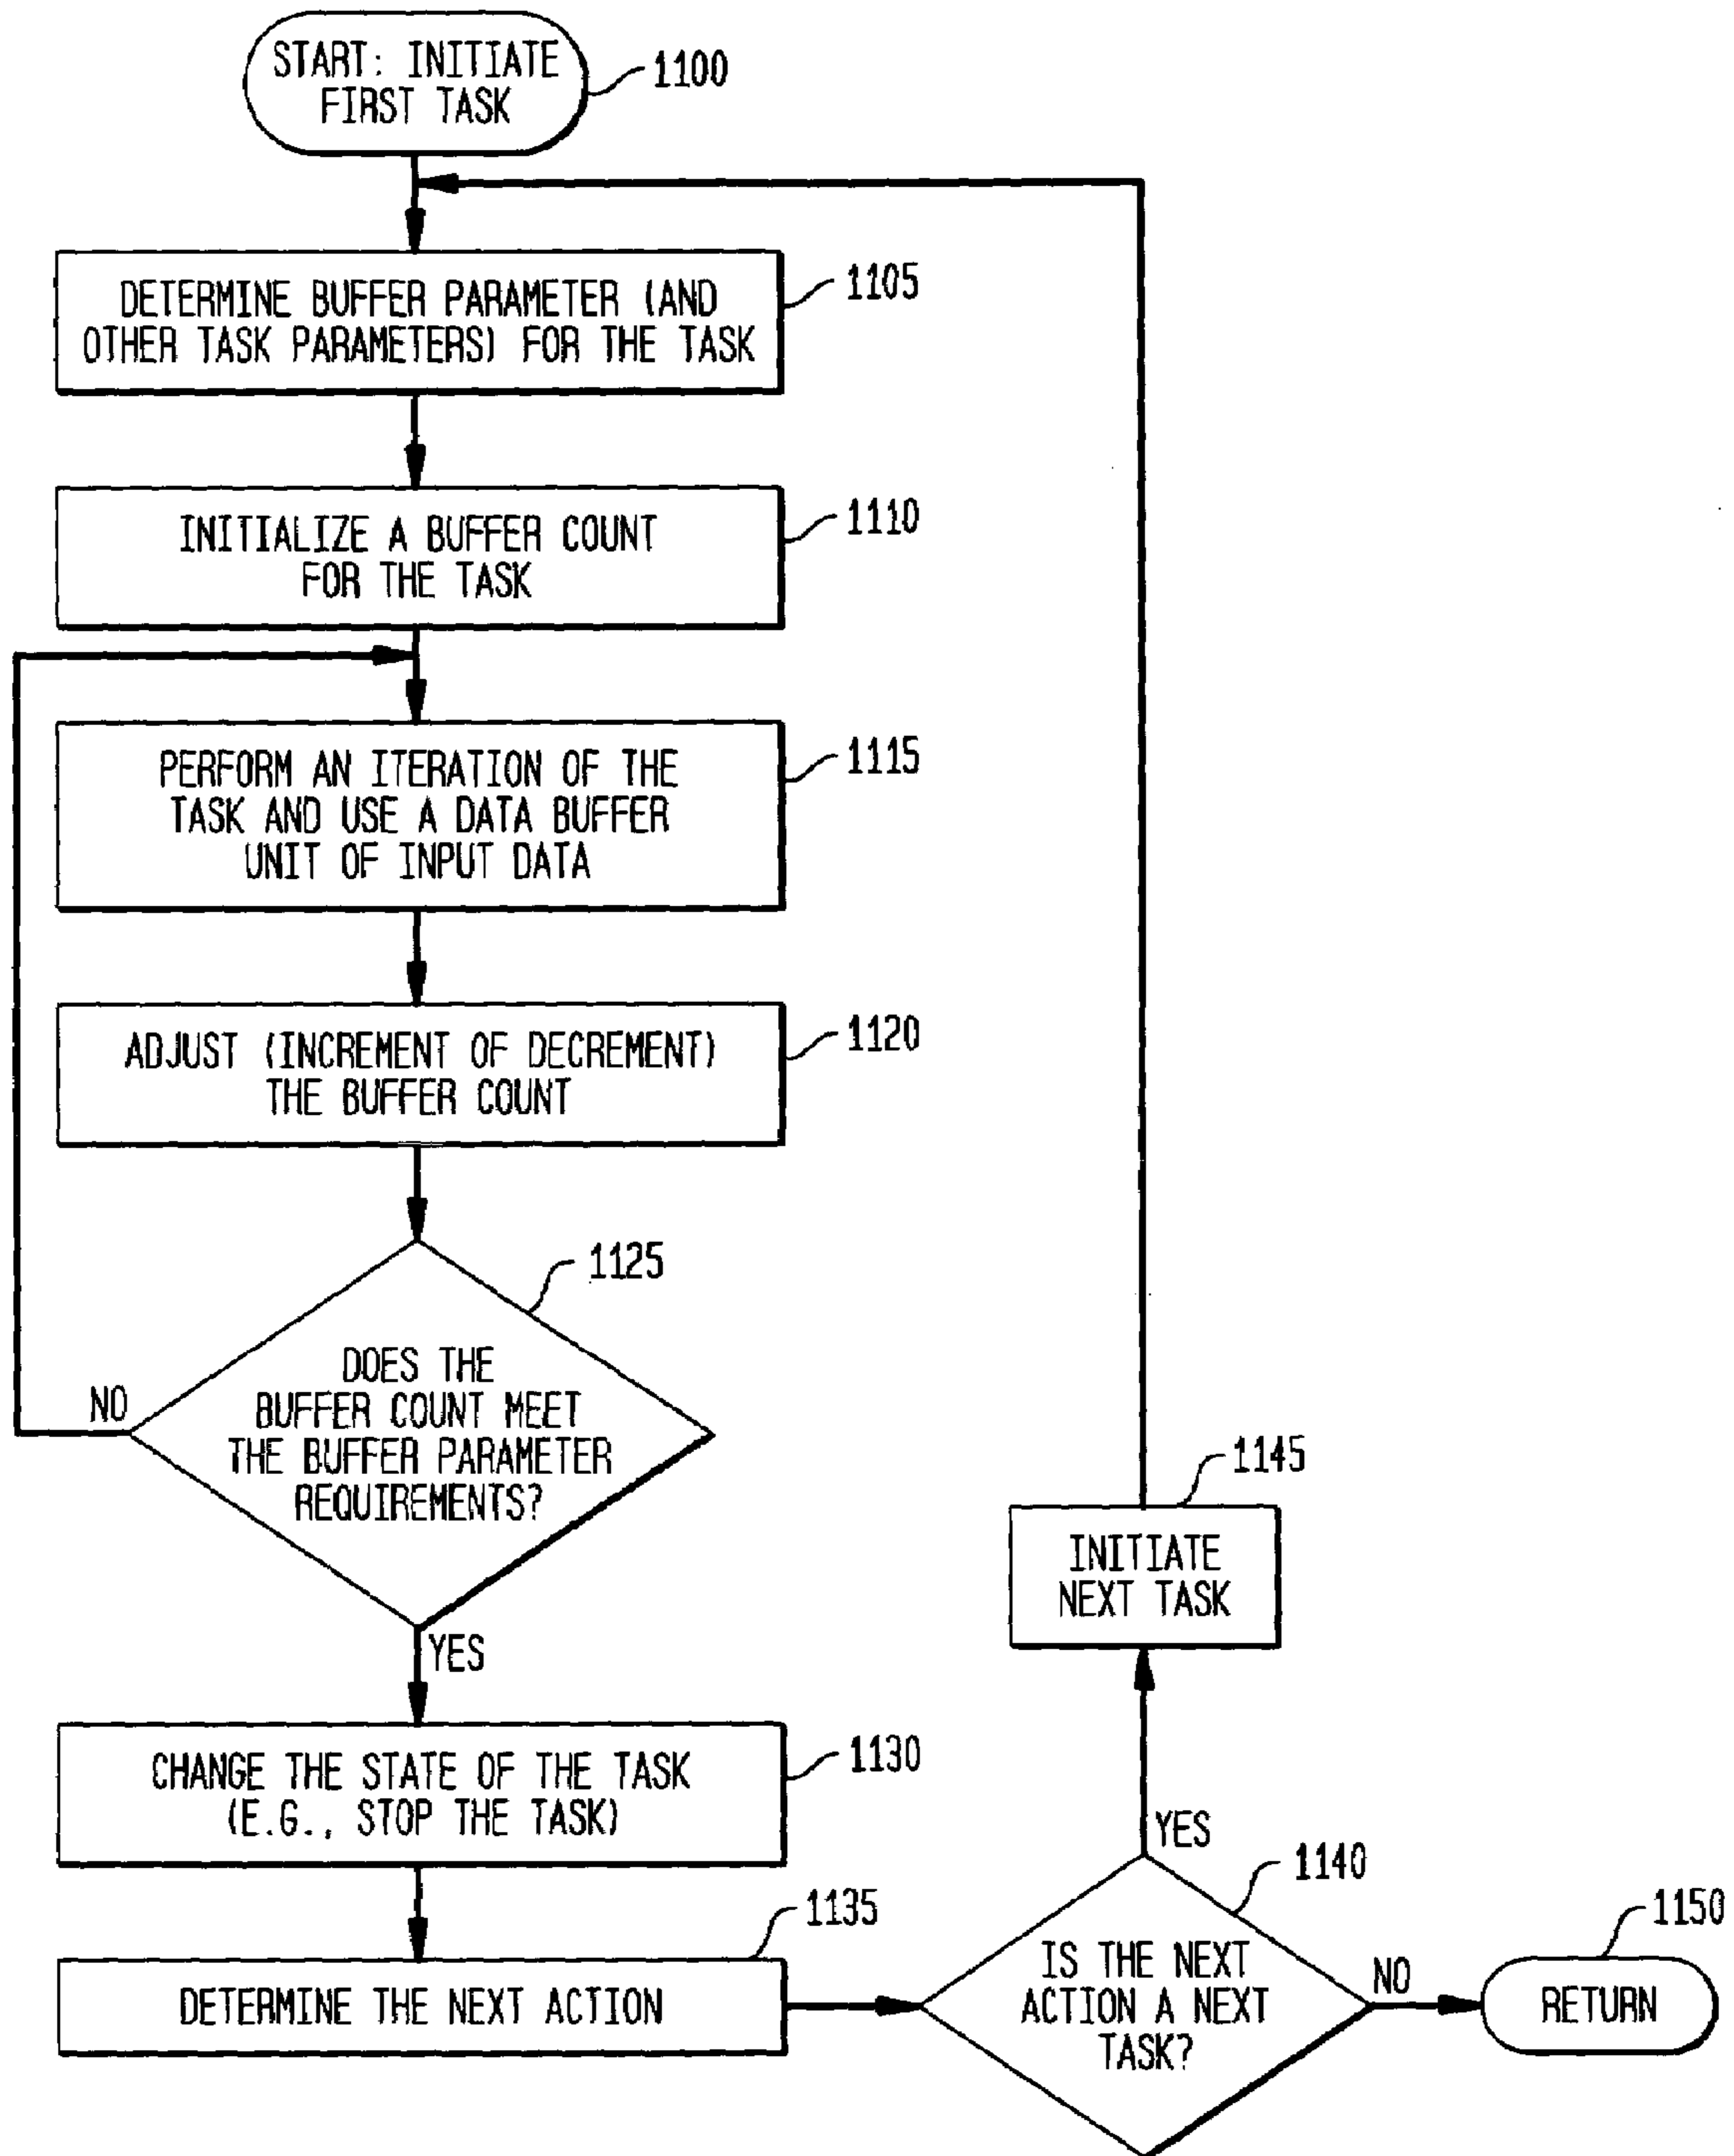 START: INITIATE
FIRST TASK
1100
DETERMINE BUFFER PARAMETER (AND
OTHER TASK PARAMETERS) FOR THE TASK
1105
INITIALIZE A BUFFER COUNT
FOR THE TASK
1110
PERFORM AN ITERATION OF THE
TASK AND USE A DATA BUFFER
UNIT OF INPUT DATA
1115
ADJUST (INCREMENT OF DECREMENT)
THE BUFFER COUNT
1120
1125
DOES THE
BUFFER COUNT MEET
THE BUFFER PARAMETER
REQUIREMENTS?
NO
YES
CHANGE THE STATE OF THE TASK
(E.G., STOP THE TASK)
1130
DETERMINE THE NEXT ACTION
1135
IS THE NEXT
ACTION A NEXT
TASK?
1140
YES
NO
INITIATE
NEXT TASK
1145
RETURN
1150